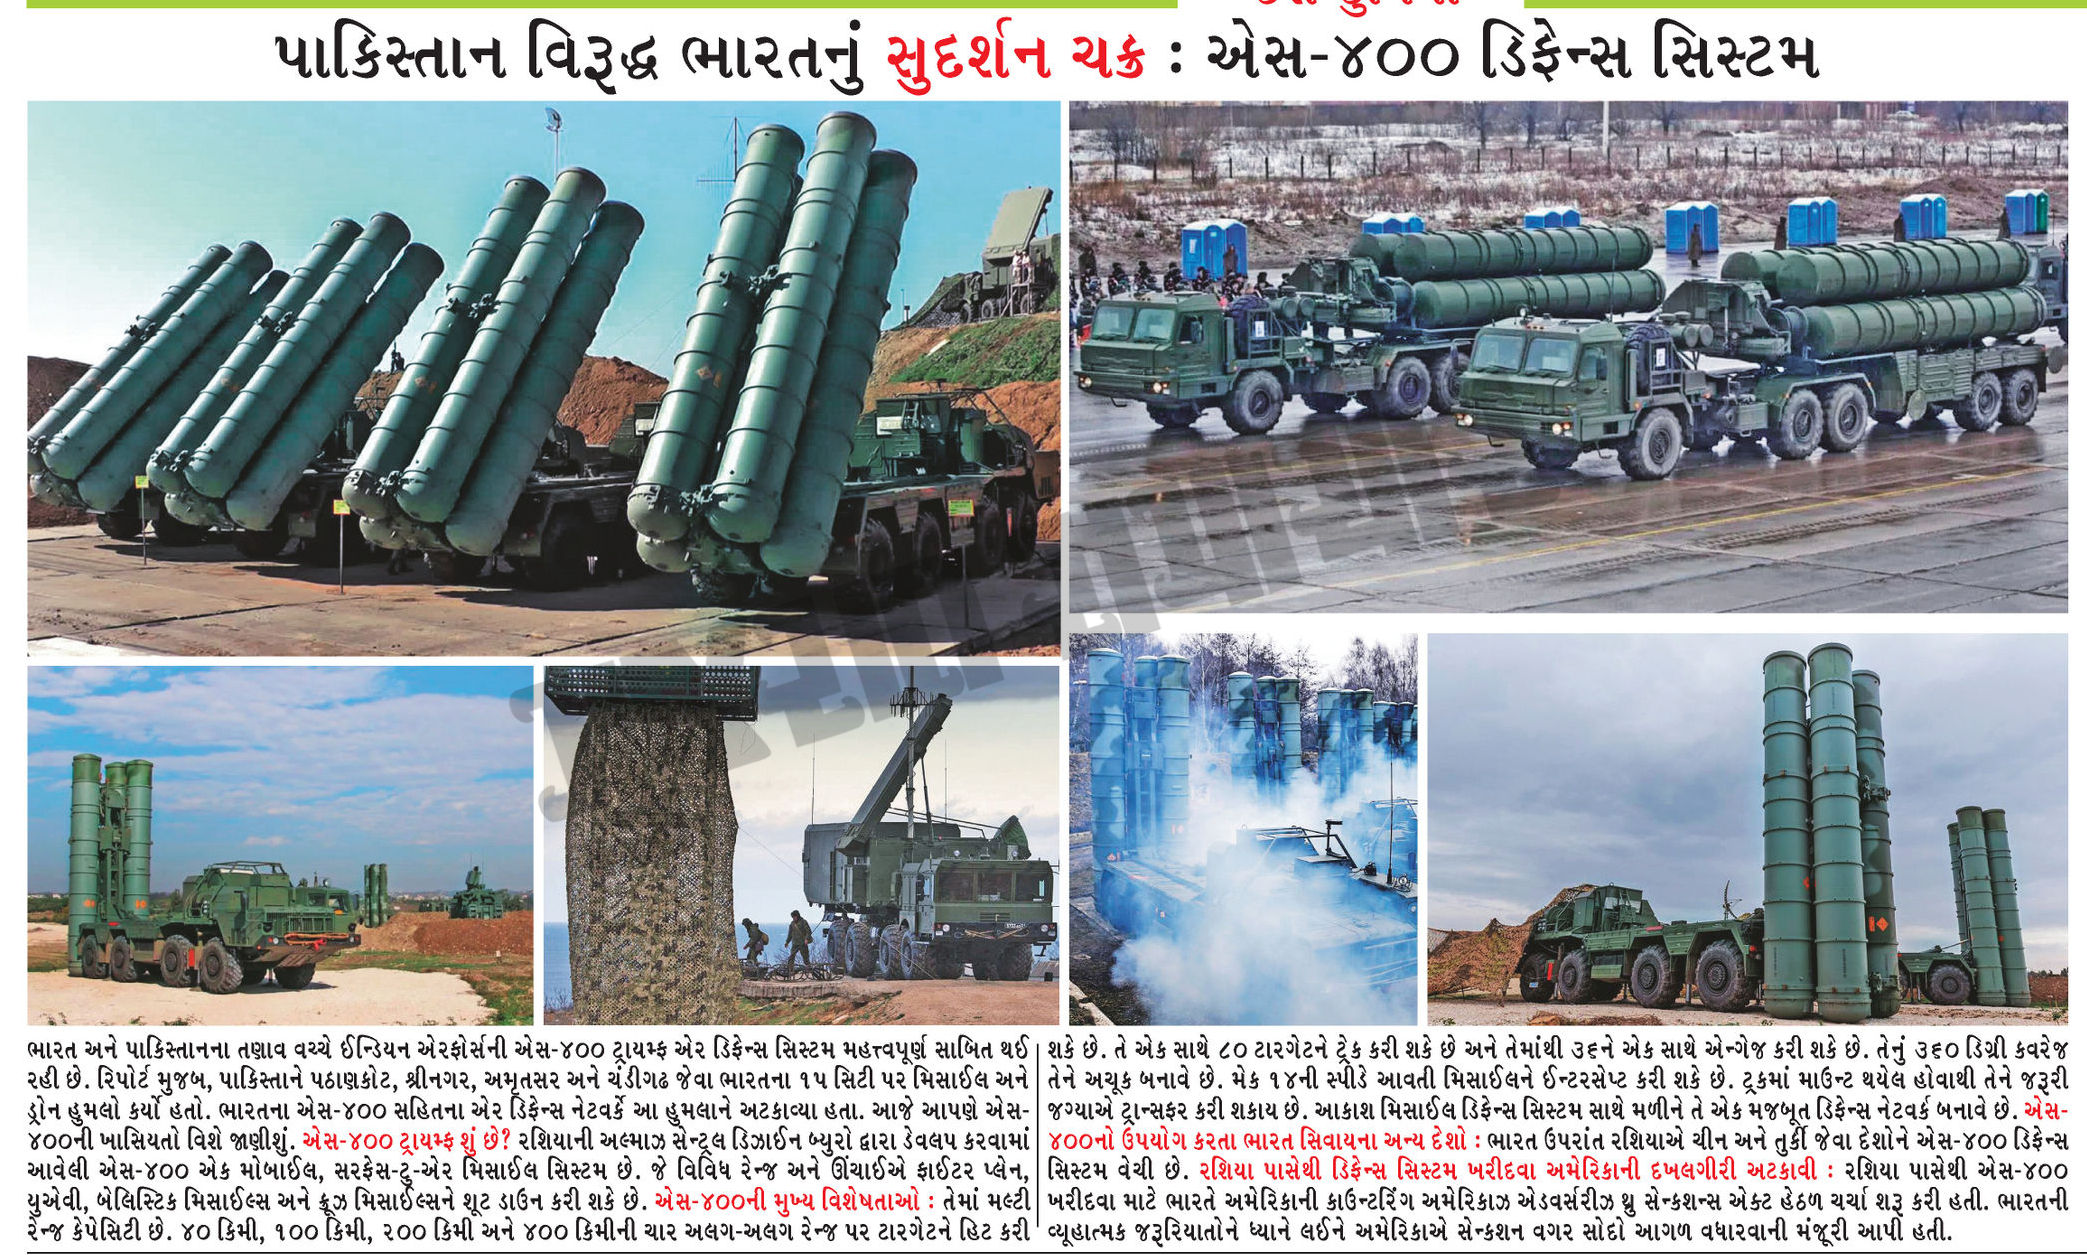 પાકિસ્તાન વિરૂદ્ધ ભારતનું સુદર્શન ચક્ર : એસ-૪૦૦ ડિફેન્સ સિસ્ટમ
ભારત અને પાકિસ્તાનના તણાવ વચ્ચે ઈન્ડિયન એરફોર્સની એસ-૪૦૦ ટ્રાયમ્ફ એર ડિફેન્સ સિસ્ટમ મહત્ત્વપૂર્ણ સાબિત થઈ
રહી છે. રિપોર્ટ મુજબ, પાકિસ્તાને પઠાણકોટ, શ્રીનગર, અમૃતસર અને ચંડીગઢ જેવા ભારતના ૧૫ સિટી પર મિસાઈલ અને
ડ્રોન હુમલો કર્યો હતો. ભારતના એસ-૪૦૦ સહિતના એર ડિફેન્સ નેટવર્કે આ હુમલાને અટકાવ્યા હતા. આજે આપણે એસ-
૪૦૦ની ખાસિયતો વિશે જાણીશું. એસ-૪૦૦ ટ્રાયમ્ફ શું છે? રશિયાની અલ્માઝ સેન્ટ્રલ ડિઝાઈન બ્યુરો દ્વારા ડેવલપ કરવામાં
આવેલી એસ-૪૦૦ એક મોબાઈલ, સરફેસ-ટુ-એર મિસાઈલ સિસ્ટમ છે. જે વિવિધ રેન્જ અને ઊંચાઈએ ફાઈટર પ્લેન,
યુએવી, બેલિસ્ટિક મિસાઈલ્સ અને ક્રૂઝ મિસાઈલ્સને શૂટ ડાઉન કરી શકે છે. એસ-૪૦૦ની મુખ્ય વિશેષતાઓ : તેમાં મલ્ટી
રેન્જ કેપેસિટી છે. ૪૦ કિમી, ૧૦૦ કિમી, ૨૦૦ કિમી અને ૪૦૦ કિમીની ચાર અલગ-અલગ રેન્જ પર ટારગેટને હિટ કરી
શકે છે. તે એક સાથે ૮૦ ટારગેટને ટ્રેક કરી શકે છે અને તેમાંથી ૩૬ને એક સાથે એન્ગેજ કરી શકે છે. તેનું ૩૬૦ ડિગ્રી કવરેજ
તેને અચૂક બનાવે છે. મેક ૧૪ની સ્પીડે આવતી મિસાઈલને ઈન્ટરસેપ્ટ કરી શકે છે. ટ્રકમાં માઉન્ટ થયેલ હોવાથી તેને જરૂરી
જગ્યાએ ટ્રાન્સફર કરી શકાય છે. આકાશ મિસાઈલ ડિફેન્સ સિસ્ટમ સાથે મળીને તે એક મજબૂત ડિફેન્સ નેટવર્ક બનાવે છે. એસ-
૪૦૦નો ઉપયોગ કરતા ભારત સિવાયના અન્ય દેશો : ભારત ઉપરાંત રશિયાએ ચીન અને તુર્કી જેવા દેશોને એસ-૪૦૦ ડિફેન્સ
સિસ્ટમ વેચી છે. રશિયા પાસેથી ડિફેન્સ સિસ્ટમ ખરીદવા અમેરિકાની દખલગીરી અટકાવી : રશિયા પાસેથી એસ-૪૦૦
ખરીદવા માટે ભારતે અમેરિકાની કાઉન્ટરિંગ અમેરિકાઝ એડવર્સરીઝ થ્રુ સેન્કશન્સ એક્ટ હેઠળ ચર્ચા શરૂ કરી હતી. ભારતની
વ્યૂહાત્મક જરૂરિયાતોને ધ્યાને લઈને અમેરિકાએ સેન્કશન વગર સોદો આગળ વધારવાની મંજૂરી આપી હતી.